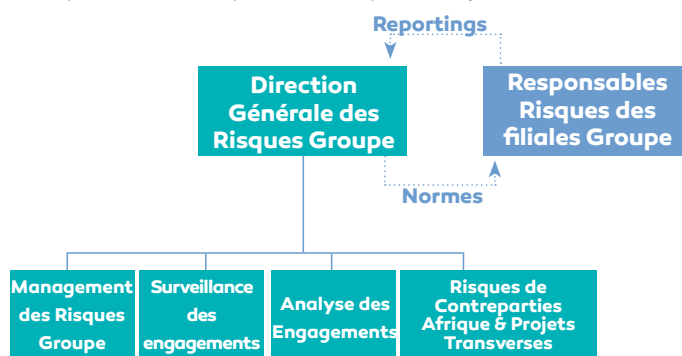 Reportings
Direction
Générale des
Risques Groupe
Responsables
Risques des
filiales Groupe
Normes
Management
des Risques
Groupe
Surveillance
des
engagements
Analyse des
Engagements
Risques de
Contreparties
Afrique & Projets
Transverses